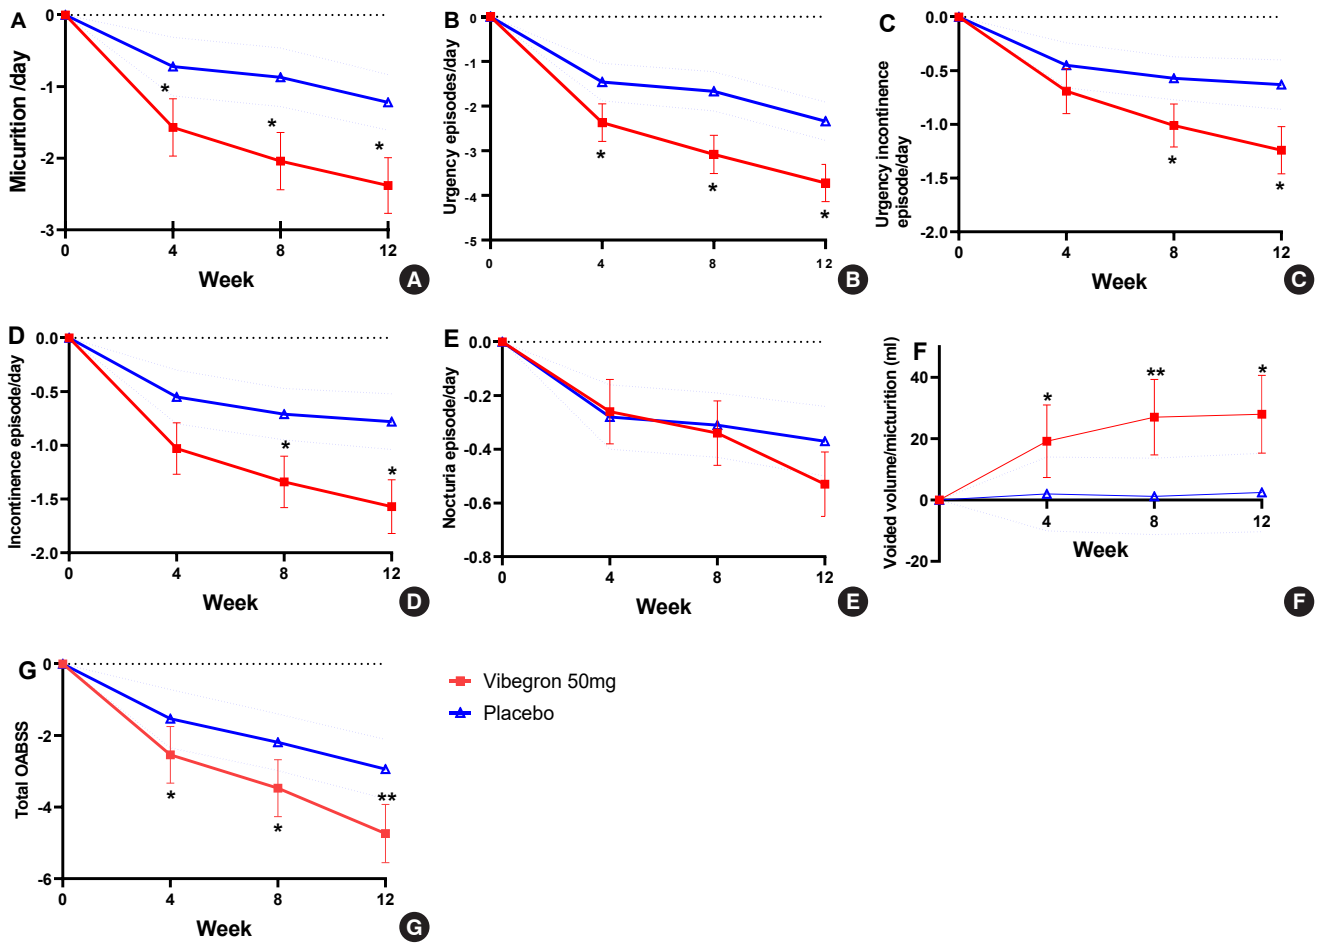 A
0
-1
-2
-3
Micurition /day
*
*
*
0
4
8
12
Week
A
B
0
-1
-2
-3
-4
-5
Urgency episodes/day
*
*
*
0
4
8
12
Week
B
C
0.0
-0.5
-1.0
-1.5
-2.0
Urgency incontinence
episode/day
*
*
0
4
8
12
Week
C
D
0.0
-0.5
-1.0
-1.5
-2.0
Incontinence episode/day
*
*
0
4
8
12
Week
D
E
0.0
-0.2
-0.4
-0.6
-0.8
Nocturia episode/day
0
4
8
12
Week
E
F
40
20
0
-20
Voided volume/micturition (ml)
*
**
*
4
8
12
Week
F
G
0
-2
-4
-6
Total OABSS
*
*
**
0
4
8
12
Week
G
Vibegron 50mg
Placebo